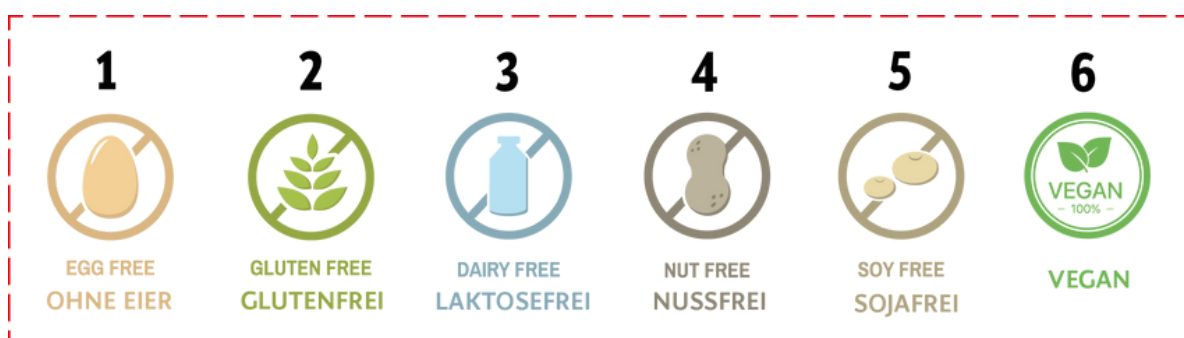 1 2 3 4 5 6
VEGAN
- 100% -
EGG FREE GLUTEN FREE DAIRY FREE NUT FREE SOY FREE VEGAN
OHNE EIER GLUTENFREI LAKTOSEFREI NUSSFREI SOJAFREI